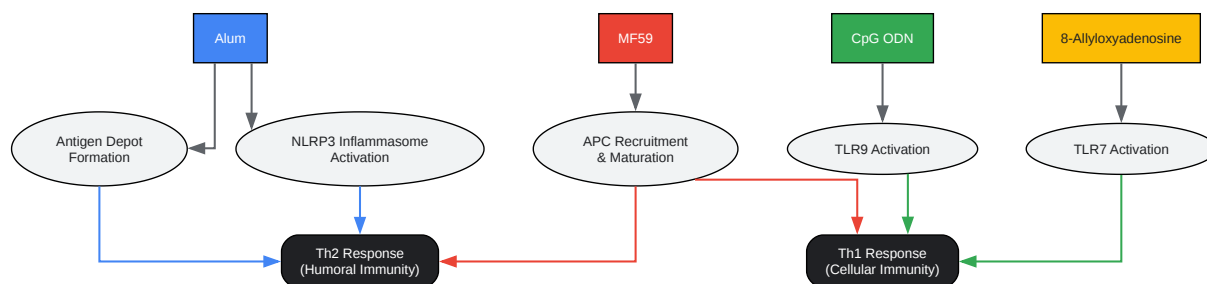 Alum
MF59
CpG ODN
8-Allyloxyadenosine
Antigen Depot
Formation
NLRP3 Inflammasome
Activation
APC Recruitment
& Maturation
TLR9 Activation
TLR7 Activation
Th2 Response
(Humoral Immunity)
Th1 Response
(Cellular Immunity)